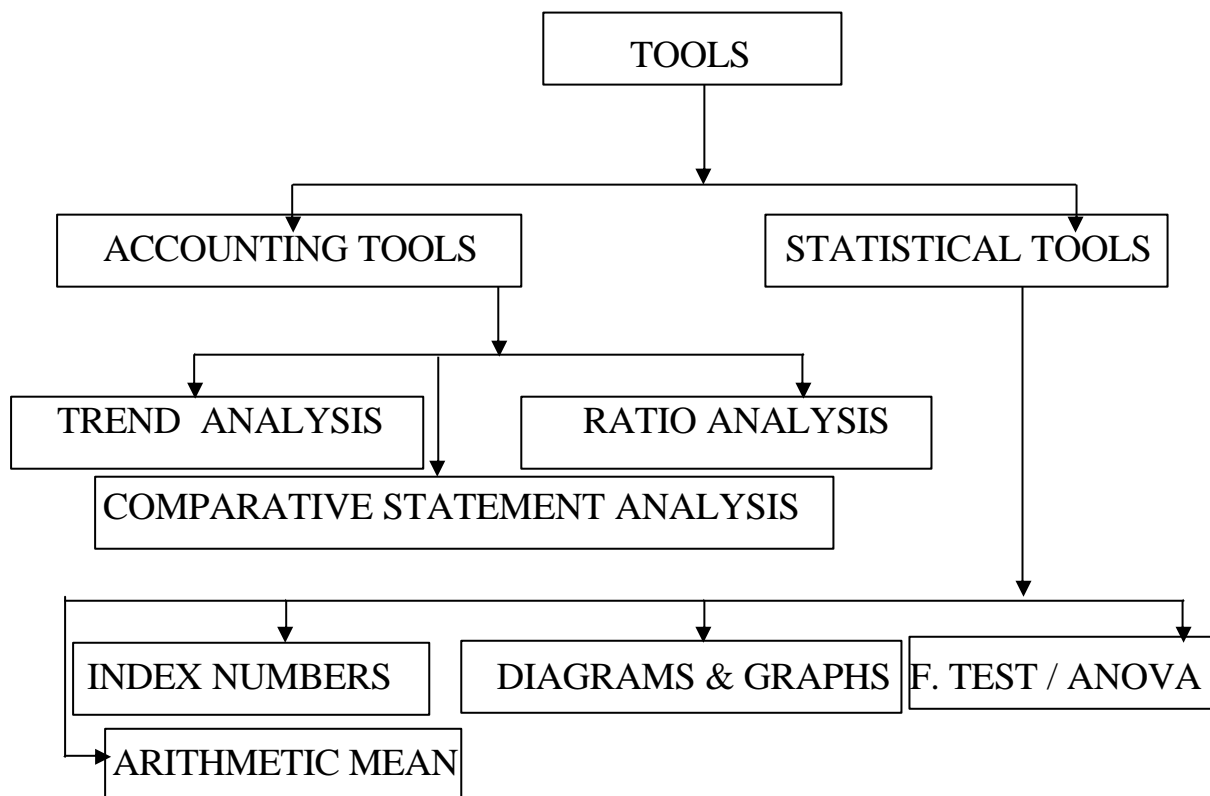 TOOLS
ACCOUNTING TOOLS
STATISTICAL TOOLS
TREND ANALYSIS
RATIO ANALYSIS
COMPARATIVE STATEMENT ANALYSIS
INDEX NUMBERS
DIAGRAMS & GRAPHS
F. TEST / ANOVA
ARITHMETIC MEAN